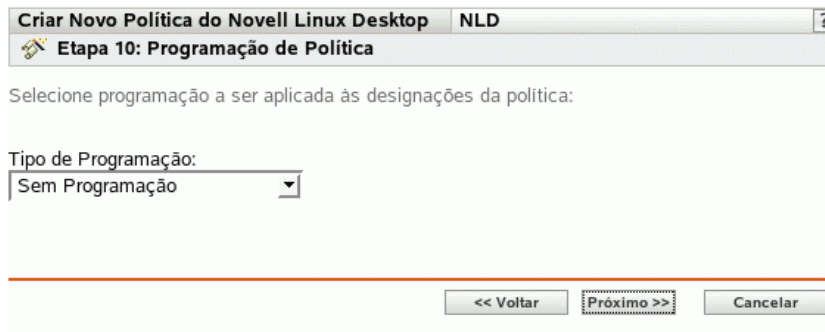 Criar Novo Política do Novell Linux Desktop NLD ?
Etapa 10: Programação de Política
Selecione programação a ser aplicada às designações da política:
Tipo de Programação:
Sem Programação
<< Voltar Próximo >> Cancelar